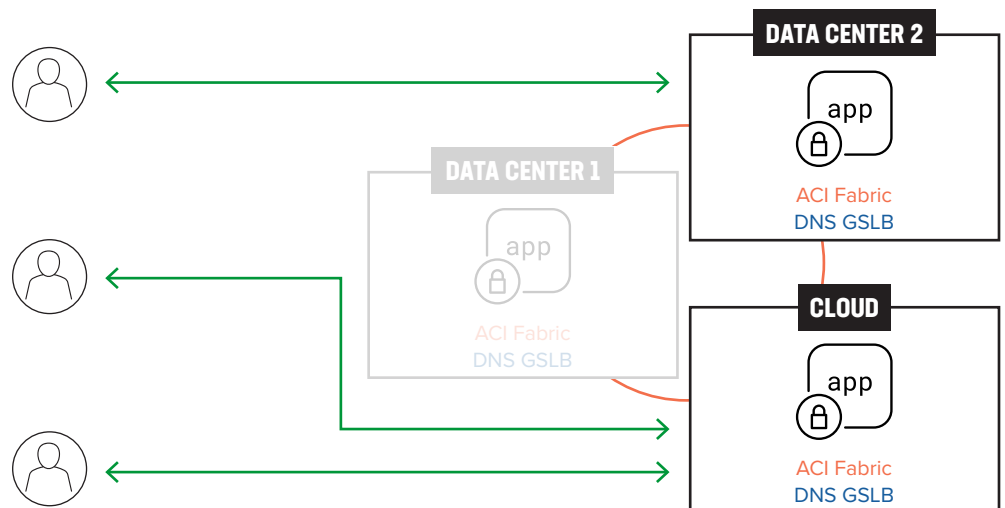 DATA CENTER 2
app
ACI Fabric
DNS GSLB
DATA CENTER 1
app
ACI Fabric
DNS GSLB
CLOUD
app
ACI Fabric
DNS GSLB